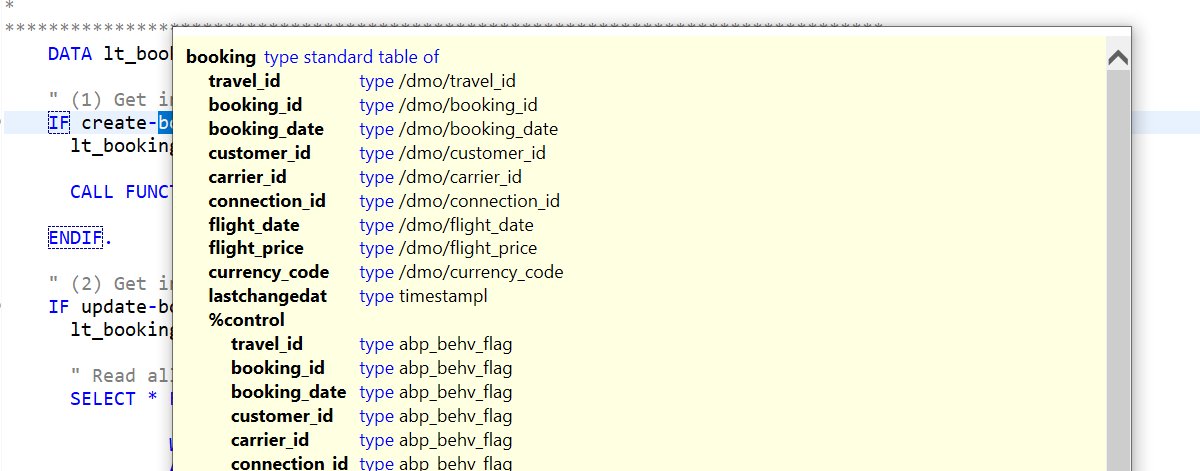 *
*********************************************************************************
DATA lt_book
booking type standard table of
travel_id type /dmo/travel_id
" (1) Get in
booking_id type /dmo/booking_id
IF create-bo
booking_date type /dmo/booking_date
lt_booking
customer_id type /dmo/customer_id
carrier_id type /dmo/carrier_id
CALL FUNCT
connection_id type /dmo/connection_id
flight_date type /dmo/flight_date
ENDIF.
flight_price type /dmo/flight_price
currency_code type /dmo/currency_code
" (2) Get in
lastchangedat type timestampl
IF update-bo
%control
lt_booking
travel_id type abp_behv_flag
" Read all
booking_id type abp_behv_flag
booking_date type abp_behv_flag
SELECT * F
customer_id type abp_behv_flag
carrier_id type abp_behv_flag
connection_id type abp_behv_flag